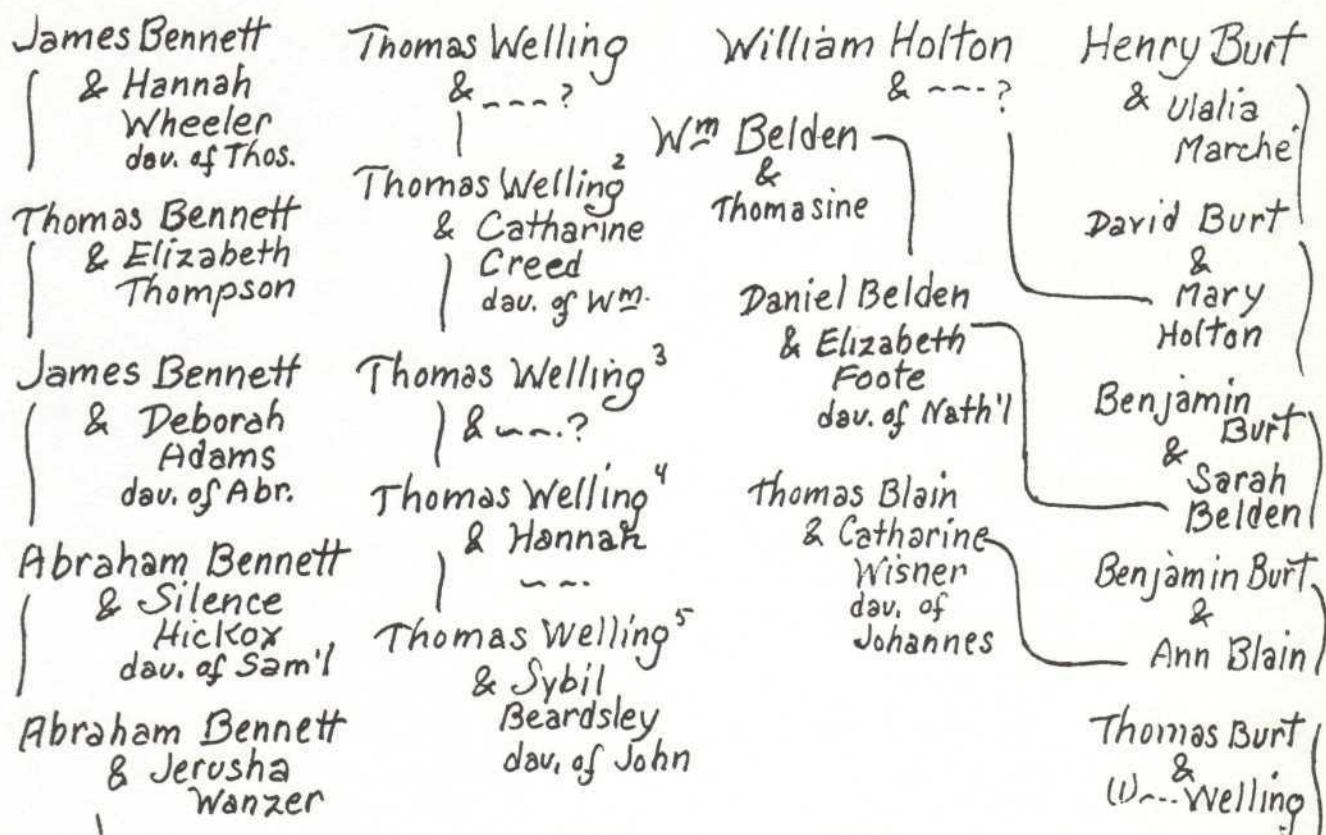 James Bennett
& Hannah
Wheeler
dau. of Thos.
Thomas Bennett
& Elizabeth
Thompson
James Bennett
& Deborah
Adams
dau. of Abr.
Abraham Bennett
& Silence
Hickox
dau. of Sam'l
Abraham Bennett
& Jerusha
Wanzer
Thomas Welling
& ---?
Thomas Welling²
& Catharine
Creed
dau. of Wm.
Thomas Welling³
& ---.?
Thomas Welling⁴
& Hannah
---.
Thomas Welling⁵
& Sybil
Beardsley
dau. of John
William Holton
& ---.?
Wm Belden
&
Thomasine
Daniel Belden
& Elizabeth
Foote
dau. of Nath'l
Thomas Blain
& Catharine
Wisner
dau. of
Johannes
Henry Burt
& Ulalia
Marché
David Burt
&
Mary
Holton
Benjamin
Burt
&
Sarah
Belden
Benjamin Burt
&
Ann Blain
Thomas Burt
&
(1)--- Welling